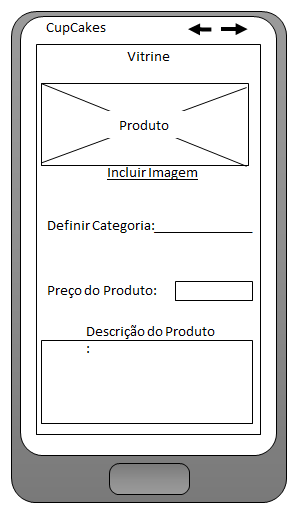 CupCakes
Vitrine
Produto
Incluir Imagem
Definir Categoria:
Preço do Produto:
Descrição do Produto
: